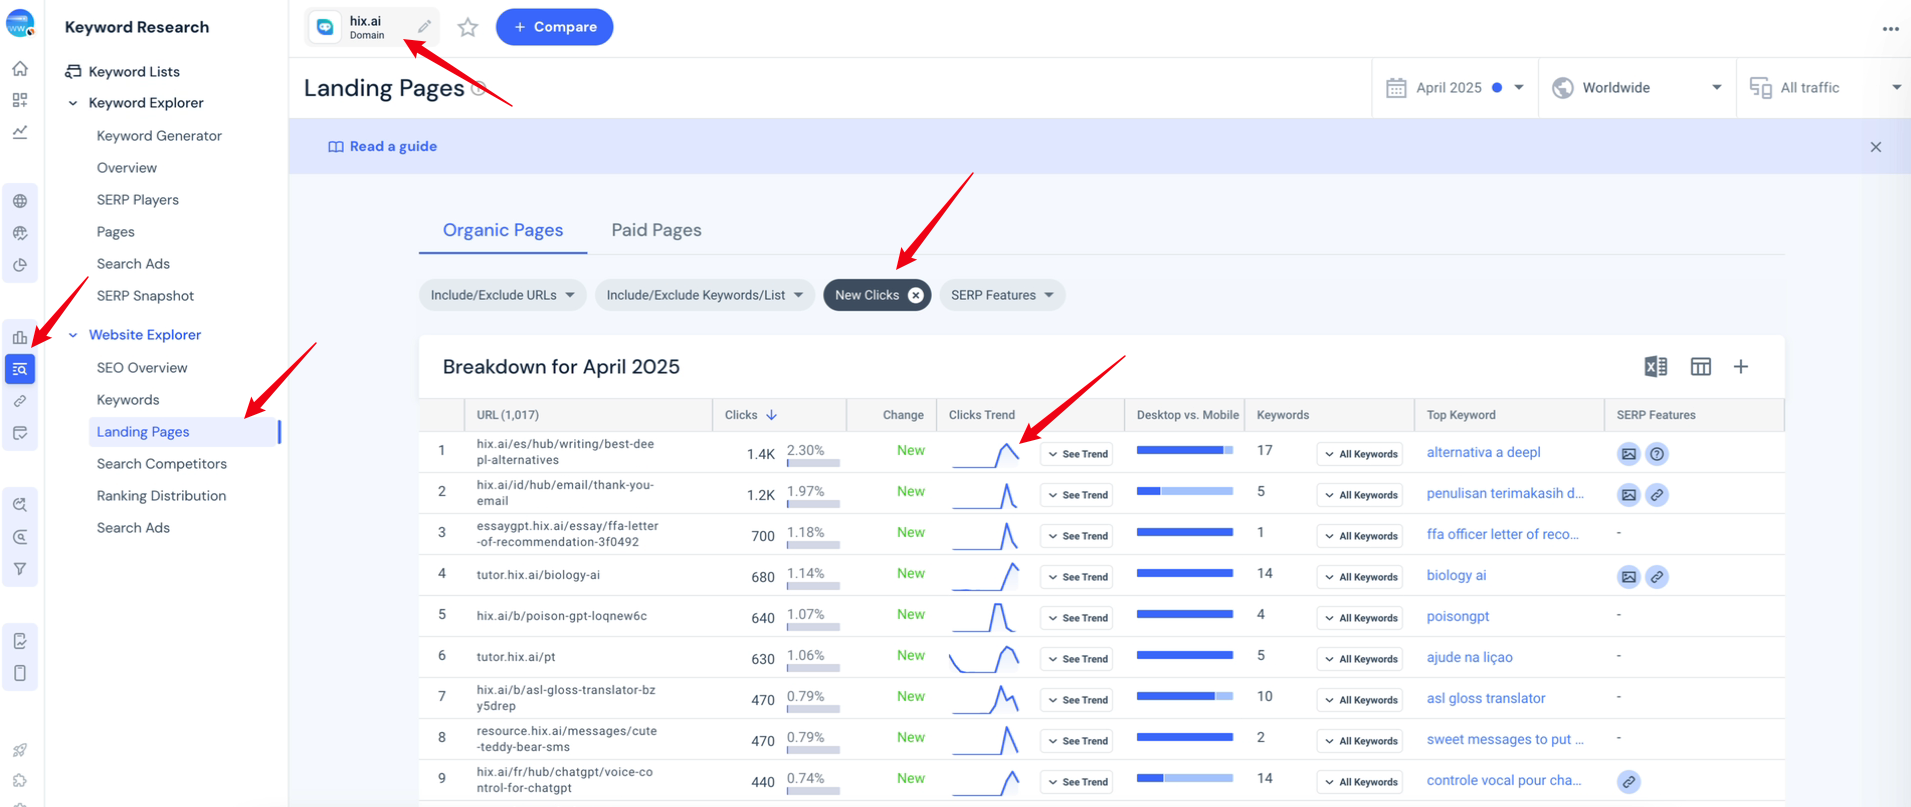 ww
Keyword Research
Keyword Lists
Keyword Explorer
Keyword Generator
Overview
SERP Players
Pages
Search Ads
SERP Snapshot
Website Explorer
SEO Overview
Keywords
Landing Pages
Search Competitors
Ranking Distribution
Search Ads
hix.ai
Domain
+ Compare
Landing Pages
April 2025
Worldwide
All traffic
Read a guide
Organic Pages
Paid Pages
Include/Exclude URLs
Include/Exclude Keywords/List
New Clicks
SERP Features
Breakdown for April 2025
URL (1,017) Clicks Change Clicks Trend Desktop vs. Mobile Keywords Top Keyword SERP Features
1 hix.ai/es/hub/writing/best-dee
pl-alternatives 1.4K 2.30% New See Trend 17 All Keywords alternativa a deepl
2 hix.ai/id/hub/email/thank-you-
email 1.2K 1.97% New See Trend 5 All Keywords penulisan terimakasih d...
3 essaygpt.hix.ai/essay/ffa-letter
-of-recommendation-3f0492 700 1.18% New See Trend 1 All Keywords ffa officer letter of reco... -
4 tutor.hix.ai/biology-ai 680 1.14% New See Trend 14 All Keywords biology ai
5 hix.ai/b/poison-gpt-loqnew6c 640 1.07% New See Trend 4 All Keywords poisongpt -
6 tutor.hix.ai/pt 630 1.06% New See Trend 5 All Keywords ajude na liçao -
7 hix.ai/b/asl-gloss-translator-bz
y5drep 470 0.79% New See Trend 10 All Keywords asl gloss translator -
8 resource.hix.ai/messages/cute
-teddy-bear-sms 470 0.79% New See Trend 2 All Keywords sweet messages to put ... -
9 hix.ai/fr/hub/chatgpt/voice-co
ntrol-for-chatgpt 440 0.74% New See Trend 14 All Keywords controle vocal pour cha...